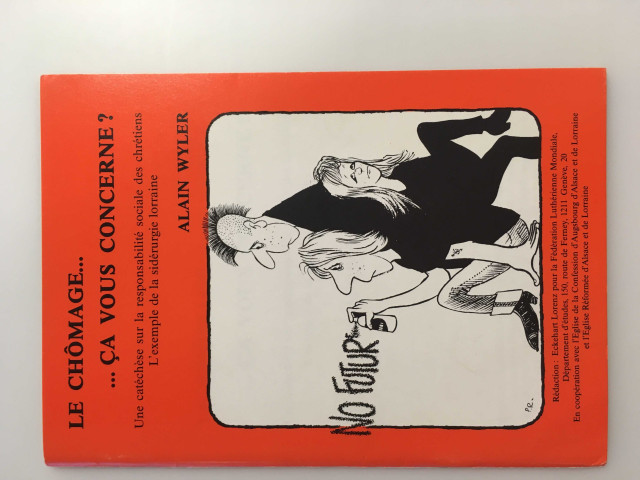 LE CHÔMAGE...
... ÇA VOUS CONCERNE ?
Une catéchèse sur la responsabilité sociale des chrétiens
L'exemple de la sidérurgie lorraine
ALAIN WYLER
NO FUTUR
P.R.
Rédaction : Eckehart Lorenz pour la Fédération Luthérienne Mondiale,
Département d'études, 150, route de Ferney, 1211 Genève, 20
En coopération avec l'Eglise de la Confession d'Augsbourg d'Alsace et de Lorraine
et l'Eglise Réformée d'Alsace et de Lorraine